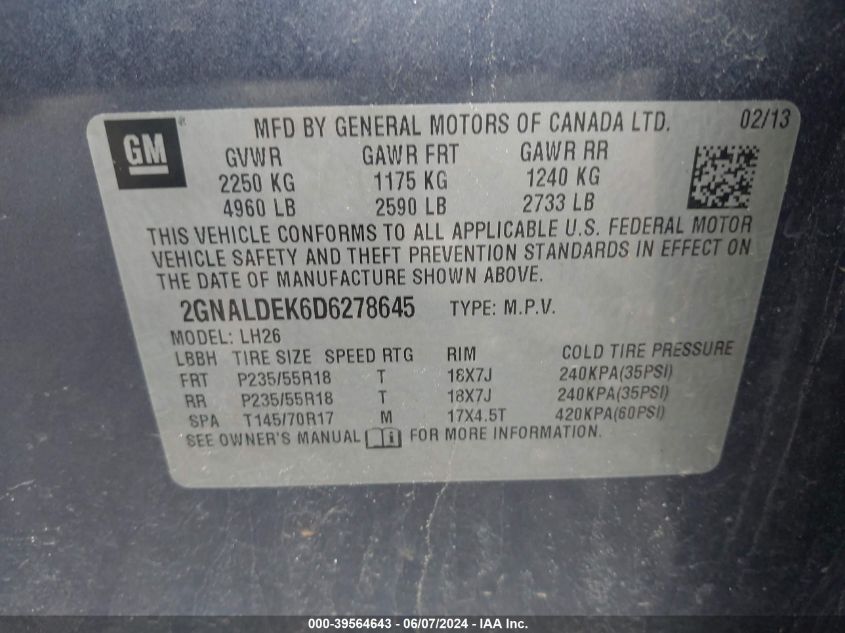 GM®
MFD BY GENERAL MOTORS OF CANADA LTD. 02/13
GVWR GAWR FRT GAWR RR
2250 KG 1175 KG 1240 KG
4960 LB 2590 LB 2733 LB
THIS VEHICLE CONFORMS TO ALL APPLICABLE U.S. FEDERAL MOTOR
VEHICLE SAFETY AND THEFT PREVENTION STANDARDS IN EFFECT ON
THE DATE OF MANUFACTURE SHOWN ABOVE.
2GNALDEK6D6278645 TYPE: M.P.V.
MODEL: LH26
LBBH TIRE SIZE SPEED RTG RIM COLD TIRE PRESSURE
FRT P235/55R18 T 18X7J 240KPA(35PSI)
RR P235/55R18 T 18X7J 240KPA(35PSI)
SPA T145/70R17 M 17X4.5T 420KPA(60PSI)
SEE OWNER'S MANUAL FOR MORE INFORMATION.
000-39564643 - 06/07/2024 - IAA Inc.